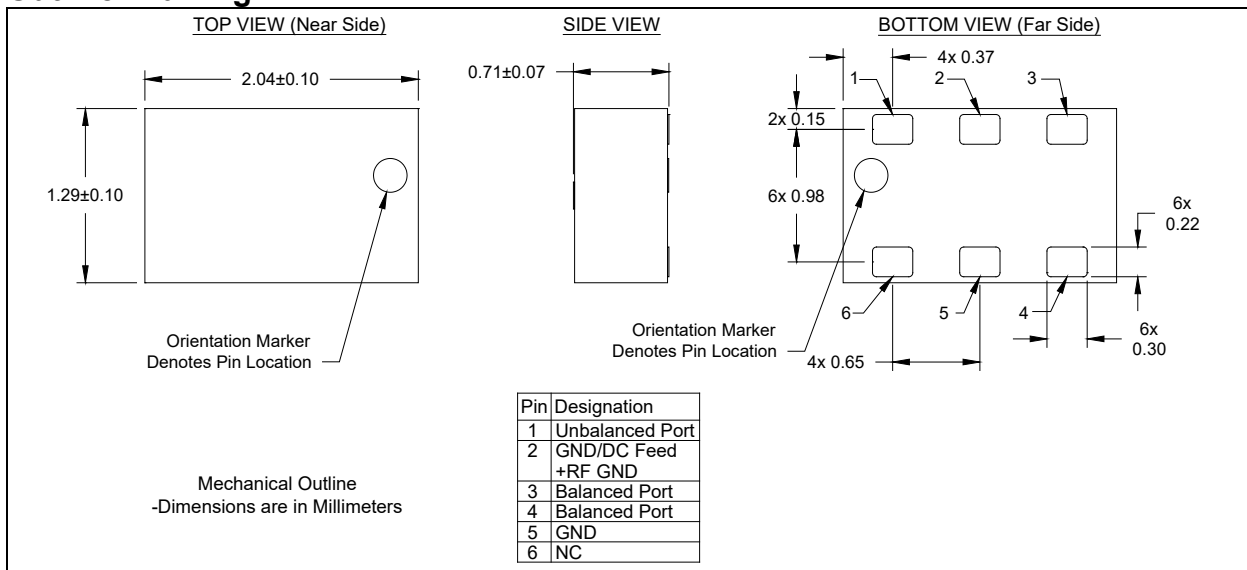 TOP VIEW (Near Side)
SIDE VIEW
BOTTOM VIEW (Far Side)
2.04±0.10
0.71±0.07
4x 0.37
1
2
3
2x 0.15
1.29±0.10
6x 0.98
6x
0.22
6
5
4
Orientation Marker
Denotes Pin Location
Orientation Marker
Denotes Pin Location
4x 0.65
6x
0.30
Pin Designation
1 Unbalanced Port
2 GND/DC Feed
+RF GND
3 Balanced Port
4 Balanced Port
5 GND
6 NC
Mechanical Outline
-Dimensions are in Millimeters